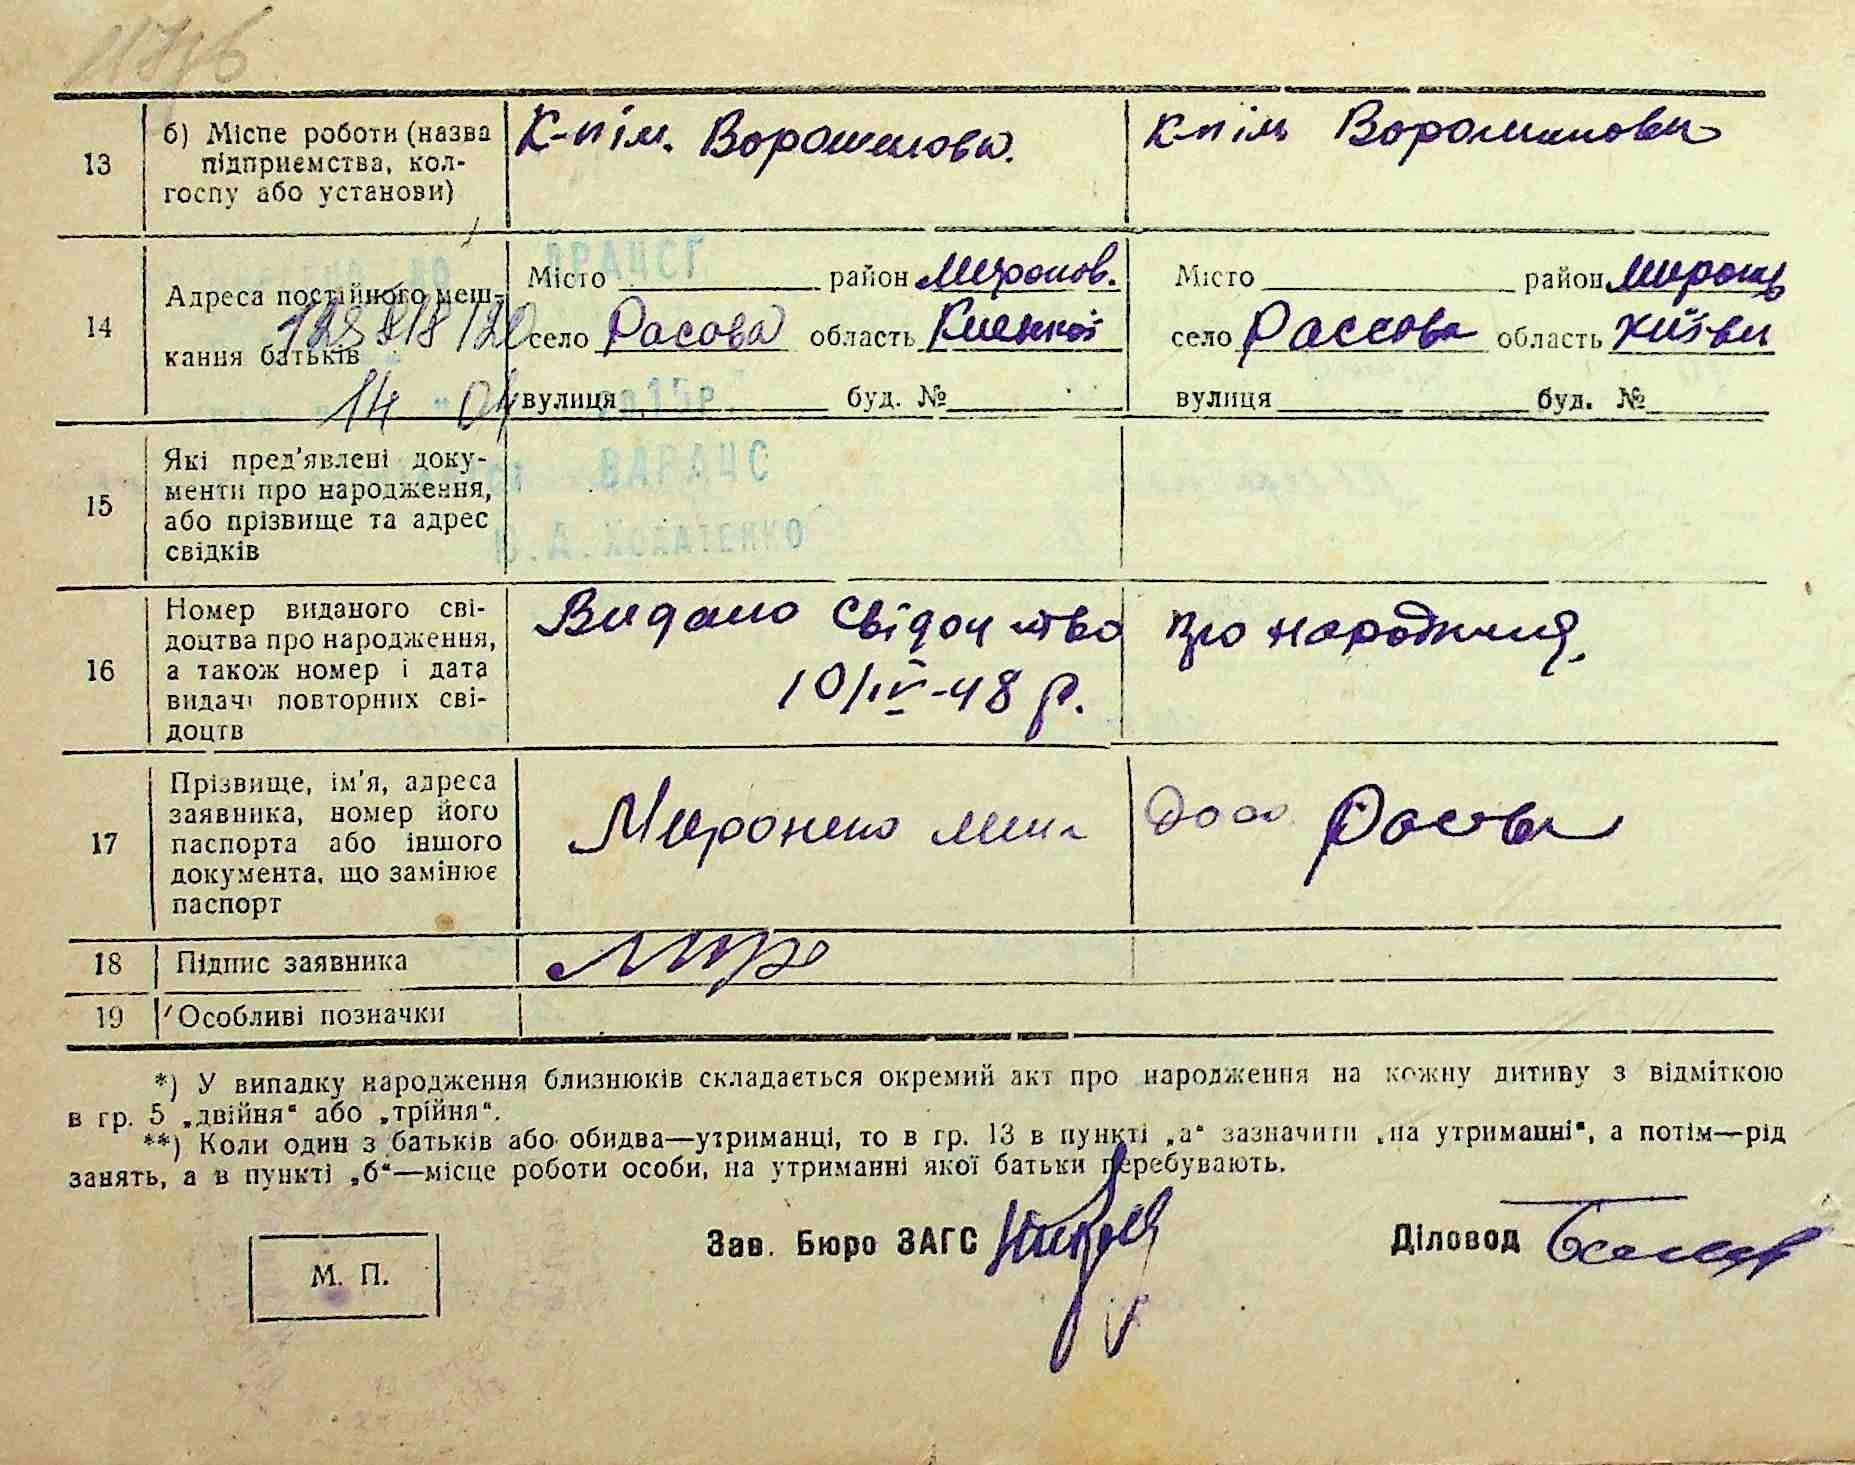 13
б) Місце роботи (назва
підприємства, кол-
госпу або установи)
К-п ім. Ворошилова.
К-п ім Ворошилова
14
Адреса постійного меш-
кання батьків
Місто район Миронов.
село Расова область Киевкої
вулиця буд. №
Місто район
село Рассова область
вулиця буд. №
15
Які пред'явлені доку-
менти про народження,
або прізвище та адрес
свідків
ВАРАЧС
16
Номер виданого сві-
доцтва про народження,
а також номер і дата
видачі повторних сві-
доцтв
Видано Свідоцтво про народження.
10/IV-48 р.
17
Прізвище, ім'я, адреса
заявника, номер його
паспорта або іншого
документа, що замінює
паспорт
Мироненко
18
Підпис заявника
19
Особливі позначки
*) У випадку народження близнюків складається окремий акт про народження на кожну дитину з відміткою
в гр. 5 „двійня“ або „трійня“.
**) Коли один з батьків або обидва—утриманці, то в гр. 13 в пункті „а“ зазначити „на утриманні“, а потім—рід
занять, а в пункті „б“—місце роботи особи, на утриманні якої батьки перебувають.
М. П.
Зав. Бюро ЗАГС
Діловод